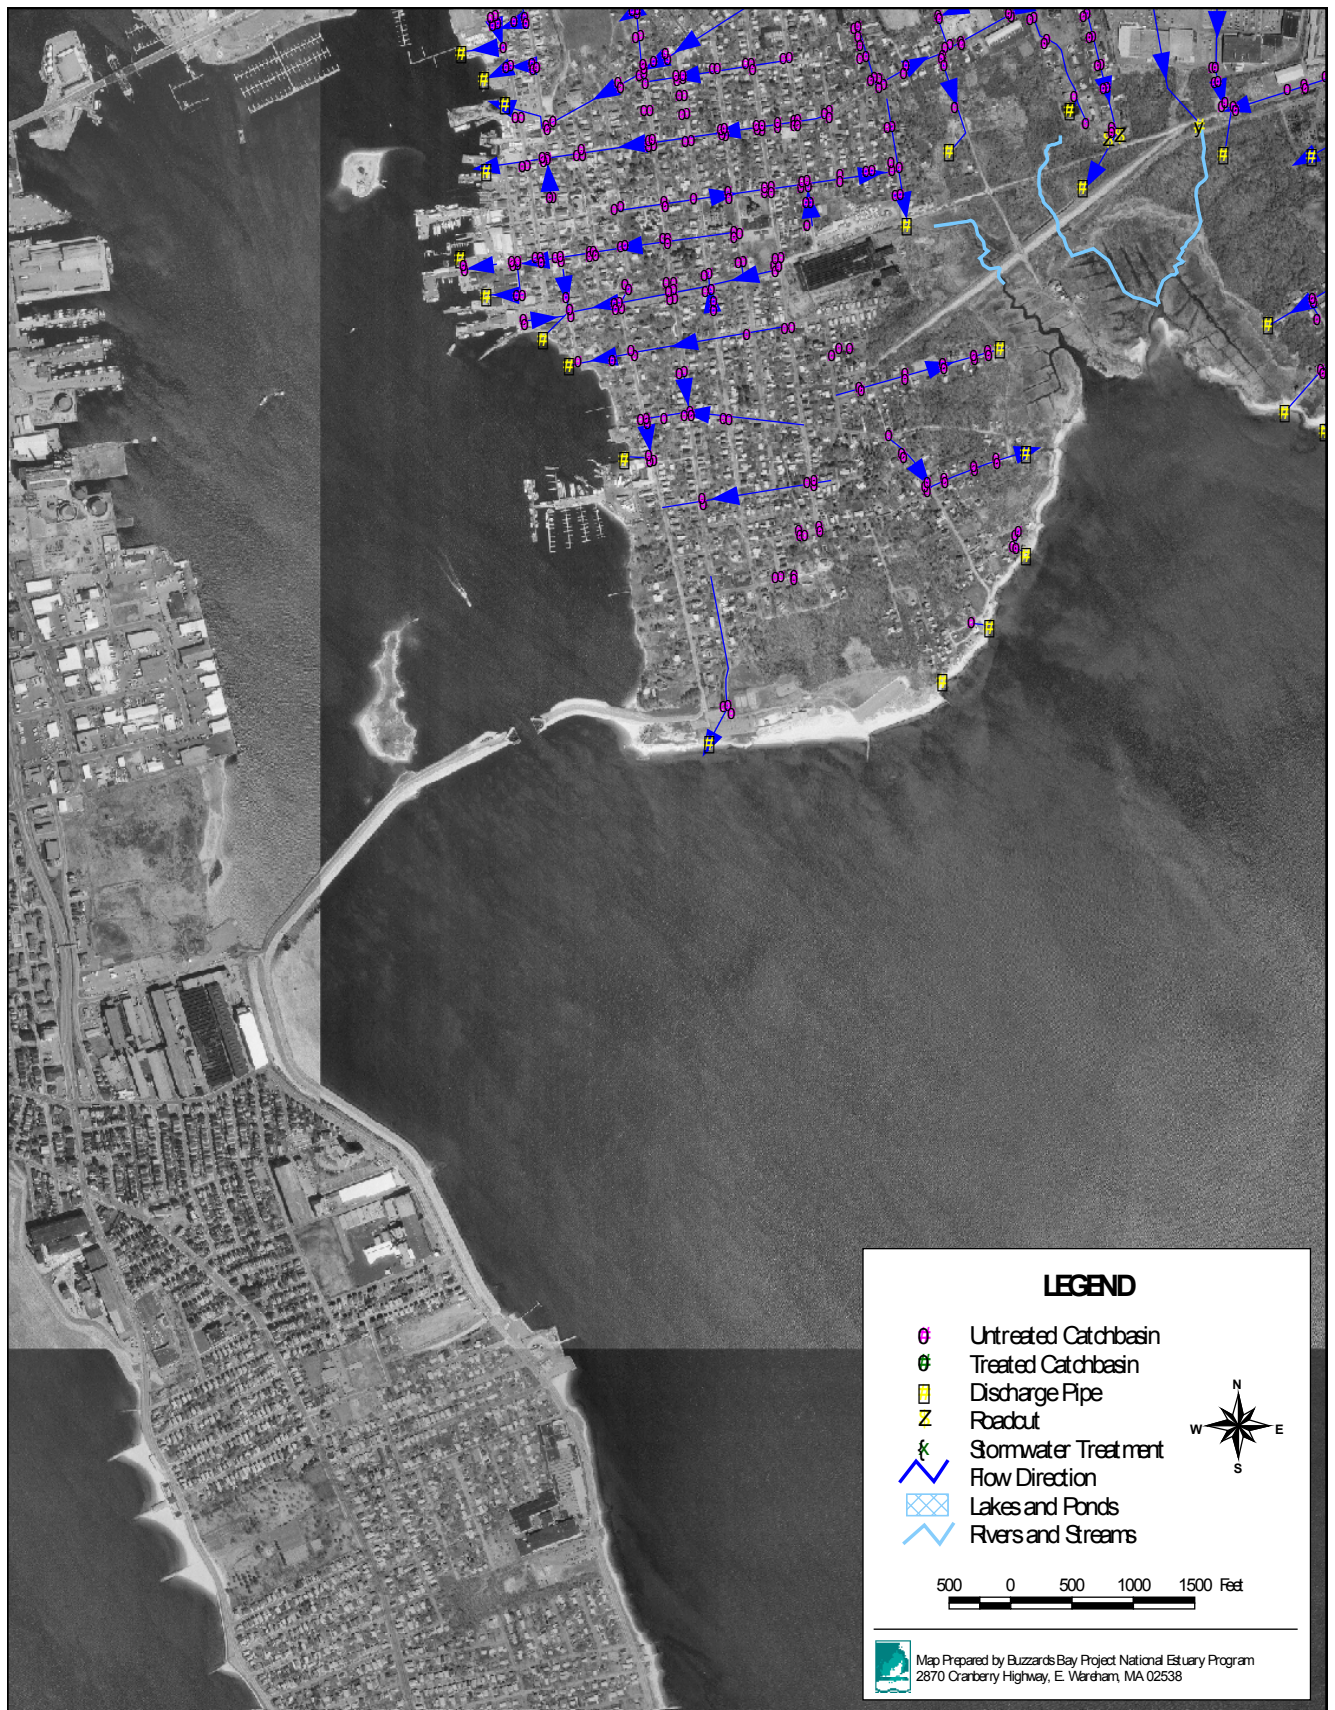 LEGEND
Untreated Catchbasin
Treated Catchbasin
Discharge Pipe
Roadcut
Stormwater Treatment
Flow Direction
Lakes and Ponds
Rivers and Streams
N
W E
S
500 0 500 1000 1500 Feet
Map Prepared by Buzzards Bay Project National Estuary Program
2870 Cranberry Highway, E. Wareham, MA 02538